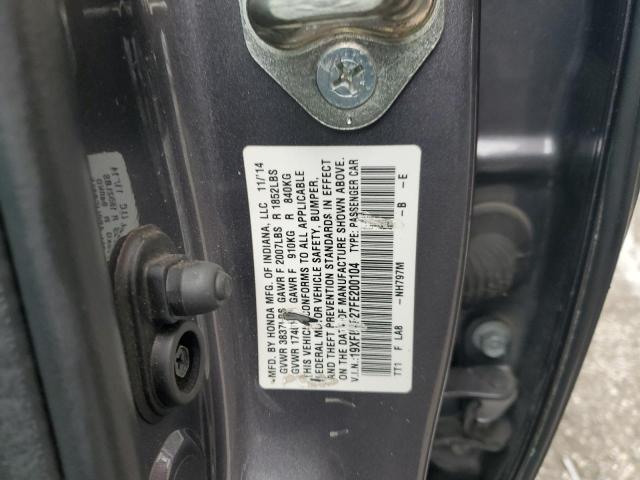 MFD. BY HONDA MFG. OF INDIANA, LLC 11/14
GVWR 3837LBS GAWR F 2007LBS R 1852LBS
GVWR GAWR F 910KG R 840KG
THIS VEHICLE CONFORMS TO ALL APPLICABLE
FEDERAL MOTOR VEHICLE SAFETY, BUMPER,
AND THEFT PREVENTION STANDARDS IN EFFECT
ON THE DATE OF MANUFACTURE SHOWN ABOVE.
V.I.N.: TYPE: PASSENGER CAR
TT1 F LAB -NH797M -B -E